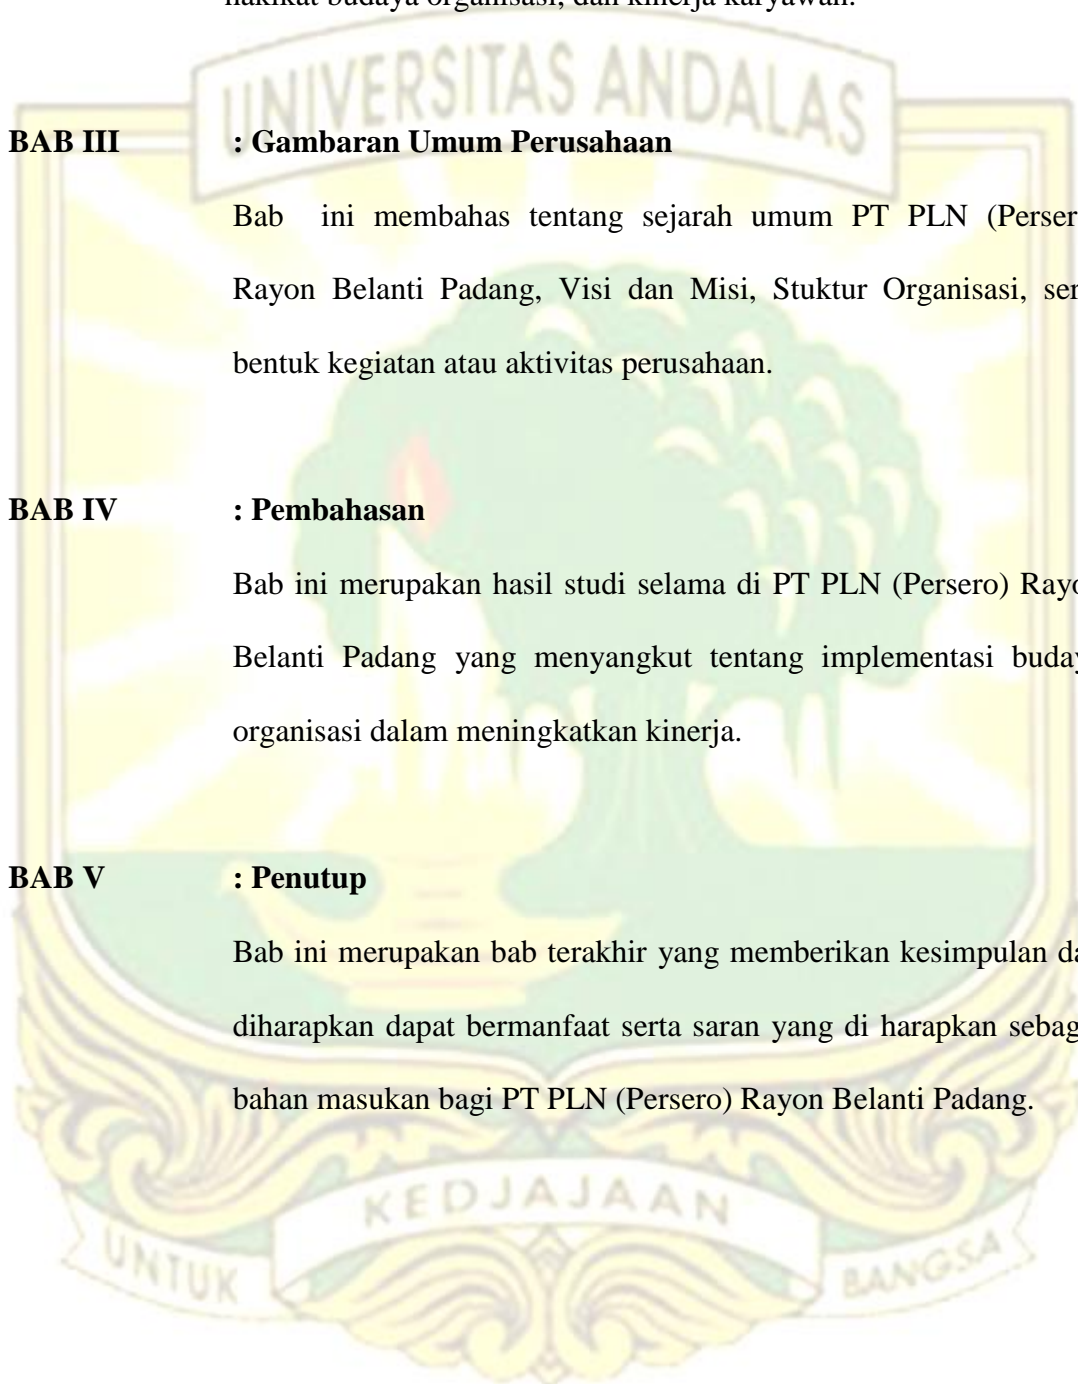 hakikat budaya organisasi, dan kinerja karyawan.
UNIVERSITAS ANDALAS
BAB III : Gambaran Umum Perusahaan
Bab ini membahas tentang sejarah umum PT PLN (Perser
Rayon Belanti Padang, Visi dan Misi, Stuktur Organisasi, ser
bentuk kegiatan atau aktivitas perusahaan.
BAB IV : Pembahasan
Bab ini merupakan hasil studi selama di PT PLN (Persero) Rayo
Belanti Padang yang menyangkut tentang implementasi buday
organisasi dalam meningkatkan kinerja.
BAB V : Penutup
Bab ini merupakan bab terakhir yang memberikan kesimpulan da
diharapkan dapat bermanfaat serta saran yang di harapkan sebag
bahan masukan bagi PT PLN (Persero) Rayon Belanti Padang.
UNTUK KEDJAJAAN BANGSA